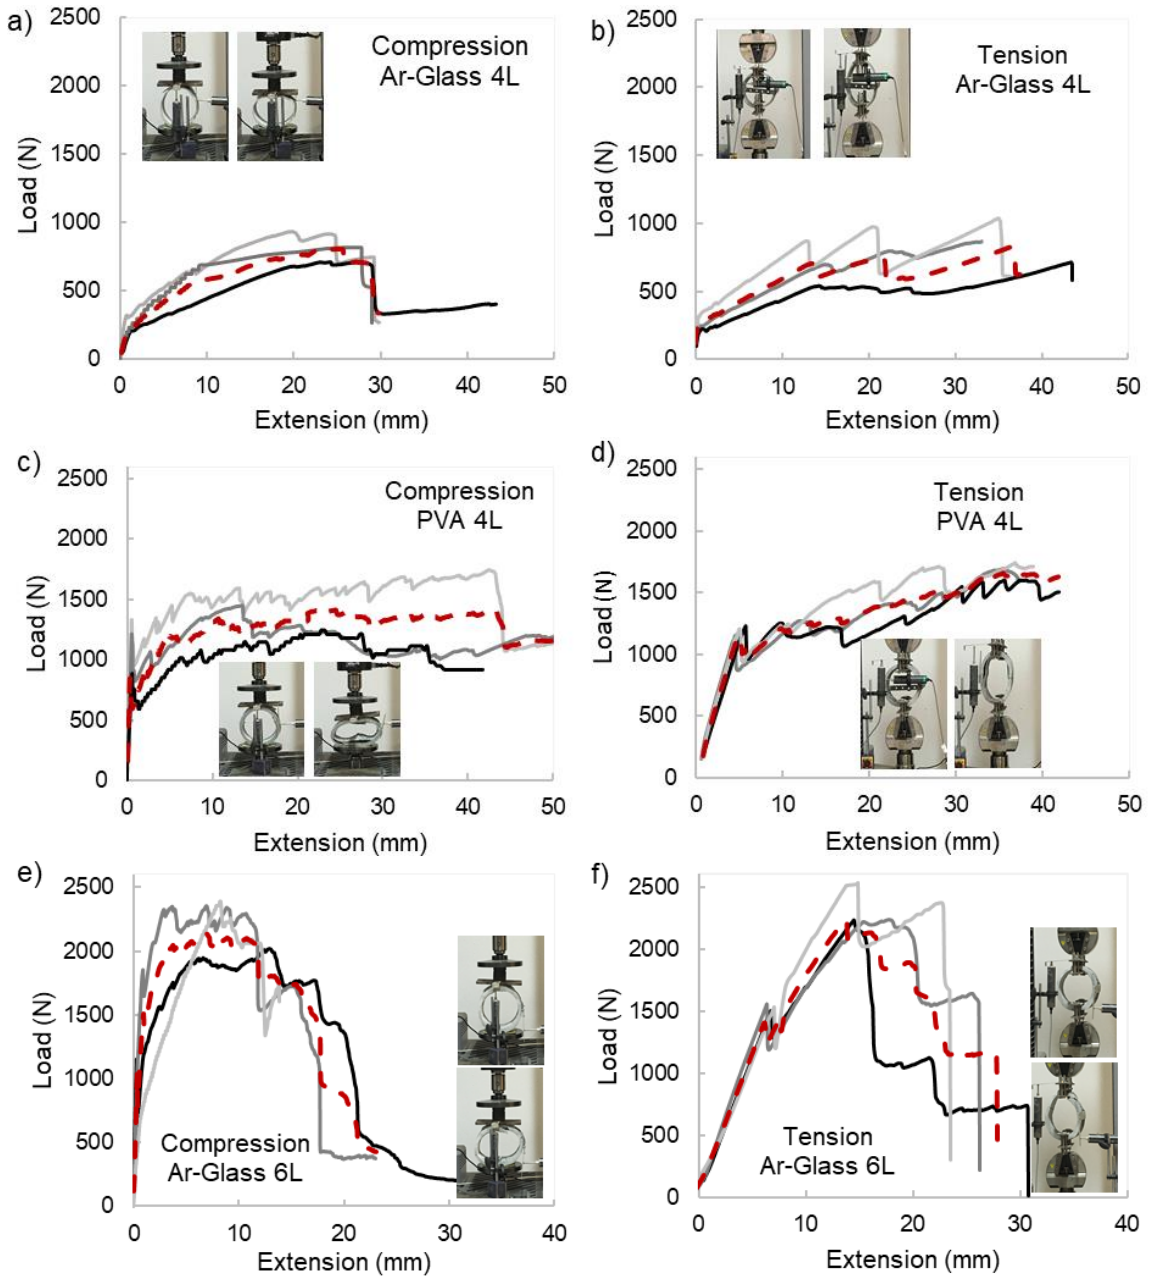 a)
Compression
Ar-Glass 4L
2500
2000
1500
1000
500
0
Load (N)
0 10 20 30 40 50
Extension (mm)
b)
Tension
Ar-Glass 4L
2500
2000
1500
1000
500
0
Load (N)
0 10 20 30 40 50
Extension (mm)
c)
Compression
PVA 4L
2500
2000
1500
1000
500
0
Load (N)
0 10 20 30 40 50
Extension (mm)
d)
Tension
PVA 4L
2500
2000
1500
1000
500
0
Load (N)
0 10 20 30 40 50
Extension (mm)
e)
2500
2000
1500
1000
500
0
Load (N)
Compression
Ar-Glass 6L
0 10 20 30 40
Extension (mm)
f)
2500
2000
1500
1000
500
0
Load (N)
Tension
Ar-Glass 6L
0 10 20 30 40
Extension (mm)